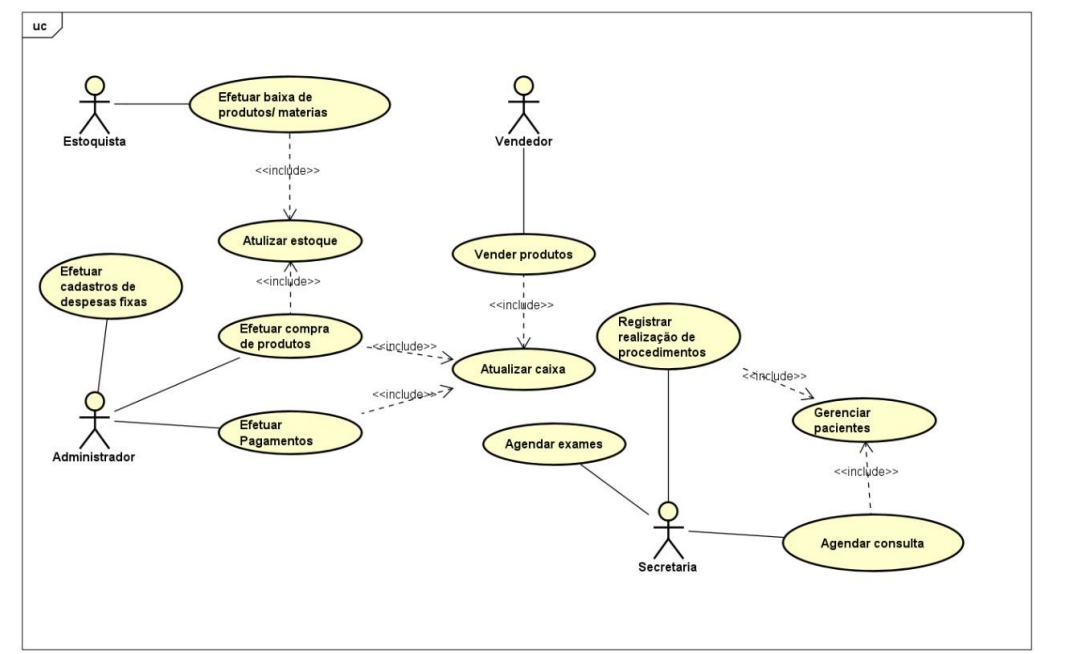 uc
Efetuar baixa de
produtos/ materias
Estoquista
Vendedor
<<include>>
Atulizar estoque
Vender produtos
Efetuar
cadastros de
despesas fixas
<<include>>
<<include>>
Efetuar compra
de produtos
Registrar
realização de
procedimentos
<<include>>
Atualizar caixa
<<include>>
<<include>>
Gerenciar
pacientes
Efetuar
Pagamentos
Agendar exames
Administrador
<<include>>
Agendar consulta
Secretaria